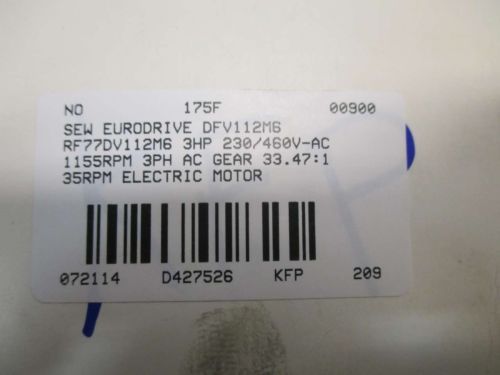 NO 175F 00900
SEW EURODRIVE DFV112M6
RF77DV112M6 3HP 230/460V-AC
1155RPM 3PH AC GEAR 33.47:1
35RPM ELECTRIC MOTOR
072114 D427526 KFP 209